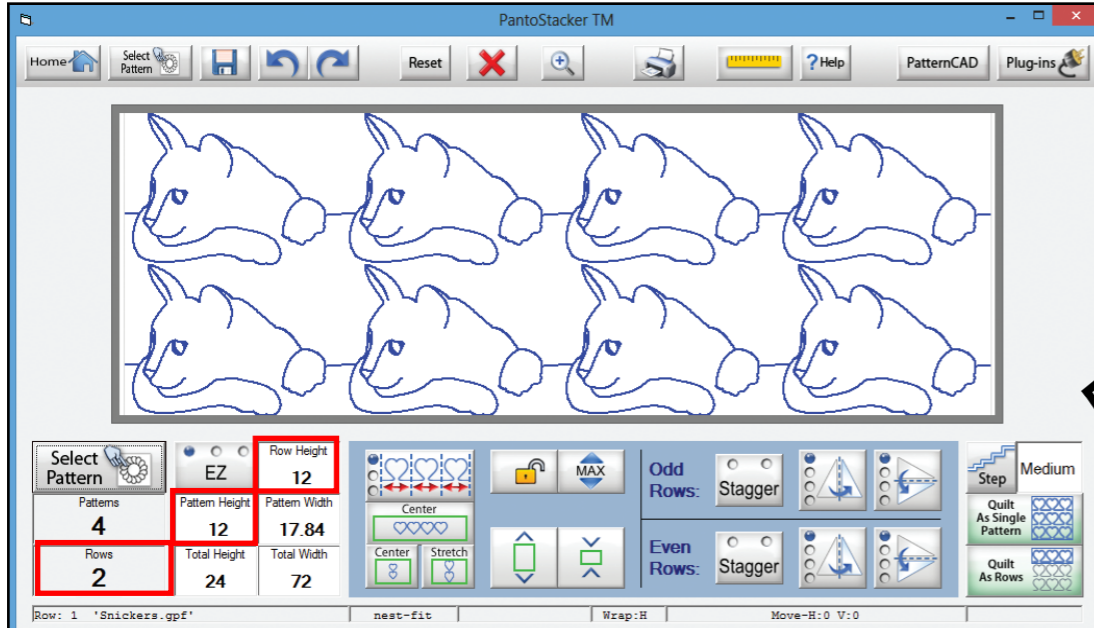 PantoStacker TM
Home
Select
Pattern
Reset
? Help
PatternCAD
Plug-ins
Select
Pattern
EZ
Row Height
12
Patterns
4
Pattern Height
12
Pattern Width
17.84
Rows
2
Total Height
24
Total Width
72
Center
Center
Stretch
MAX
Odd
Rows:
Stagger
Even
Rows:
Stagger
Step
Medium
Quilt
As Single
Pattern
Quilt
As Rows
Row: 1 'Snickers.gpf'
nest-fit
Wrap:H
Move-H:0 V:0